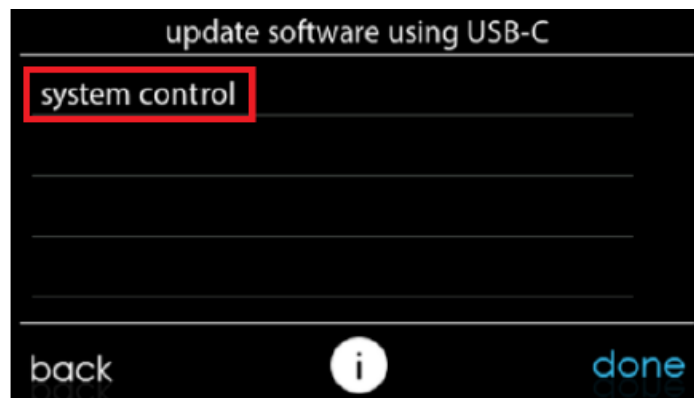 update software using USB-C
system control
back
i
done